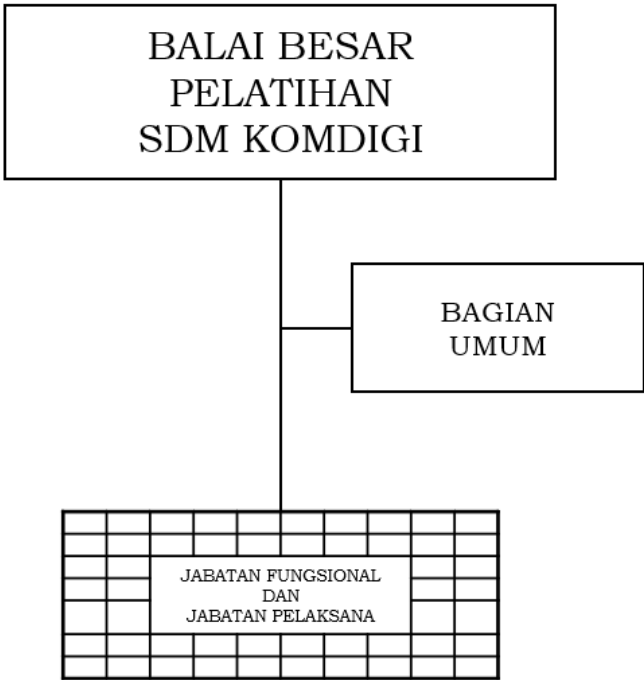 BALAI BESAR
PELATIHAN
SDM KOMDIGI
BAGIAN
UMUM
JABATAN FUNGSIONAL
DAN
JABATAN PELAKSANA